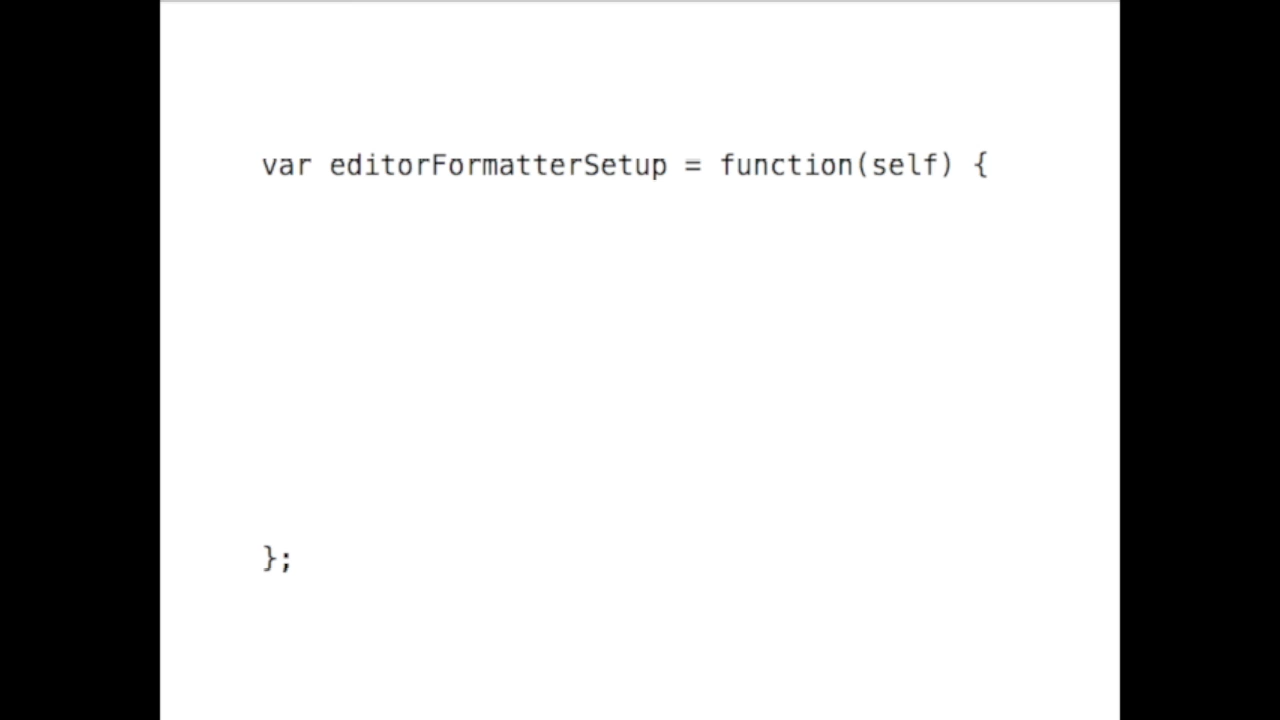 var editorFormatterSetup = function(self) {
};